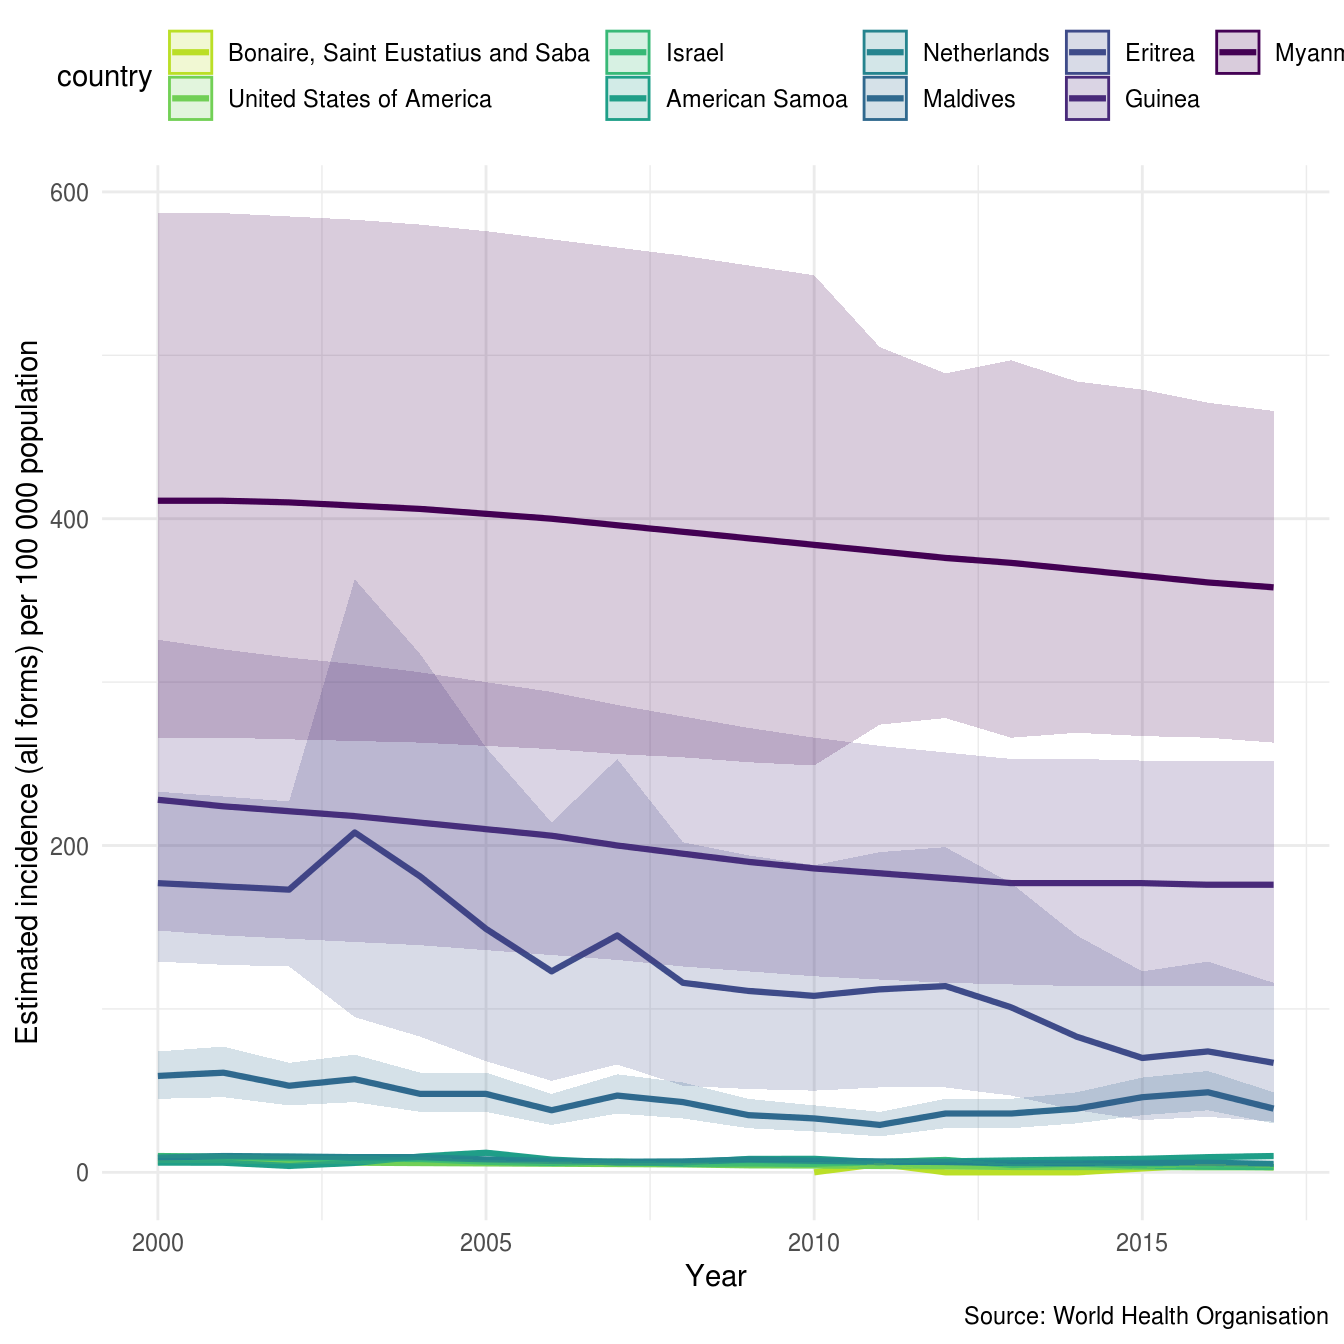 country
Bonaire, Saint Eustatius and Saba
United States of America
Israel
American Samoa
Netherlands
Maldives
Eritrea
Guinea
Myanm
Estimated incidence (all forms) per 100 000 population
600
400
200
0
2000
2005
2010
2015
Year
Source: World Health Organisation